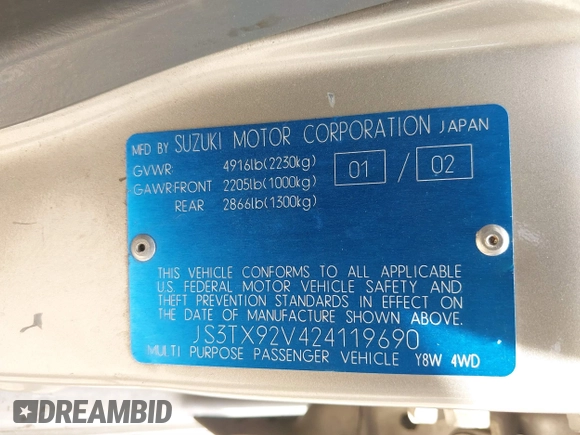 MFD BY SUZUKI MOTOR CORPORATION JAPAN
GVWR: 4916lb(2230kg) 01 / 02
GAWR:FRONT 2205lb(1000kg)
REAR 2866lb(1300kg)
THIS VEHICLE CONFORMS TO ALL APPLICABLE
U.S. FEDERAL MOTOR VEHICLE SAFETY AND
THEFT PREVENTION STANDARDS IN EFFECT ON
THE DATE OF MANUFACTURE SHOWN ABOVE.
JS3TX92V424119690
MULTI PURPOSE PASSENGER VEHICLE Y8W 4WD
DREAMBID